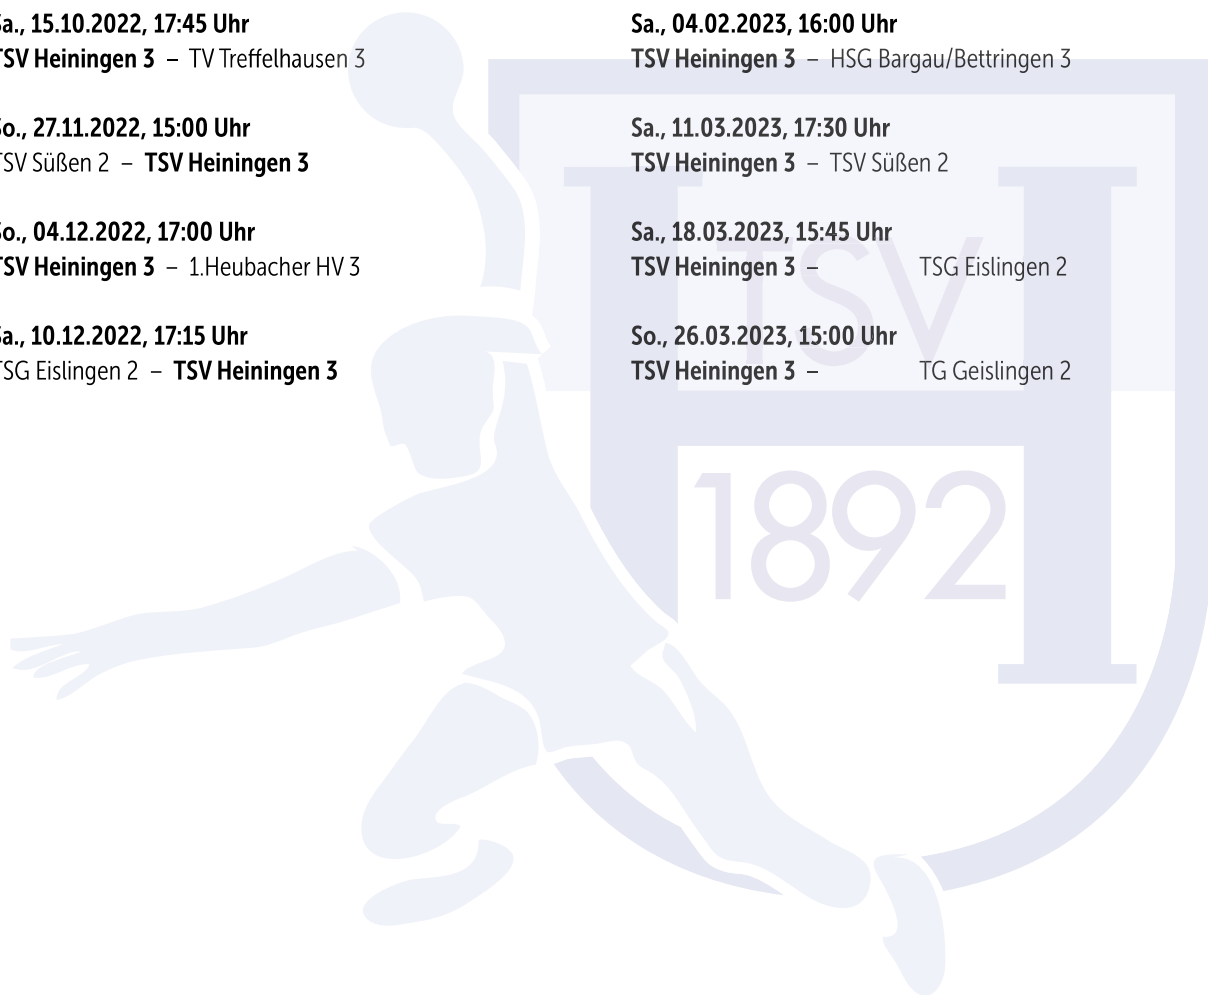 Sa., 15.10.2022, 17:45 Uhr
TSV Heiningen 3 – TV Treffelhausen 3
So., 27.11.2022, 15:00 Uhr
TSV Süßen 2 – TSV Heiningen 3
So., 04.12.2022, 17:00 Uhr
TSV Heiningen 3 – 1.Heubacher HV 3
Sa., 10.12.2022, 17:15 Uhr
TSG Eislingen 2 – TSV Heiningen 3
Sa., 04.02.2023, 16:00 Uhr
TSV Heiningen 3 – HSG Bargau/Bettringen 3
Sa., 11.03.2023, 17:30 Uhr
TSV Heiningen 3 – TSV Süßen 2
Sa., 18.03.2023, 15:45 Uhr
TSV Heiningen 3 – TSG Eislingen 2
So., 26.03.2023, 15:00 Uhr
TSV Heiningen 3 – TG Geislingen 2
TSV
H
1892